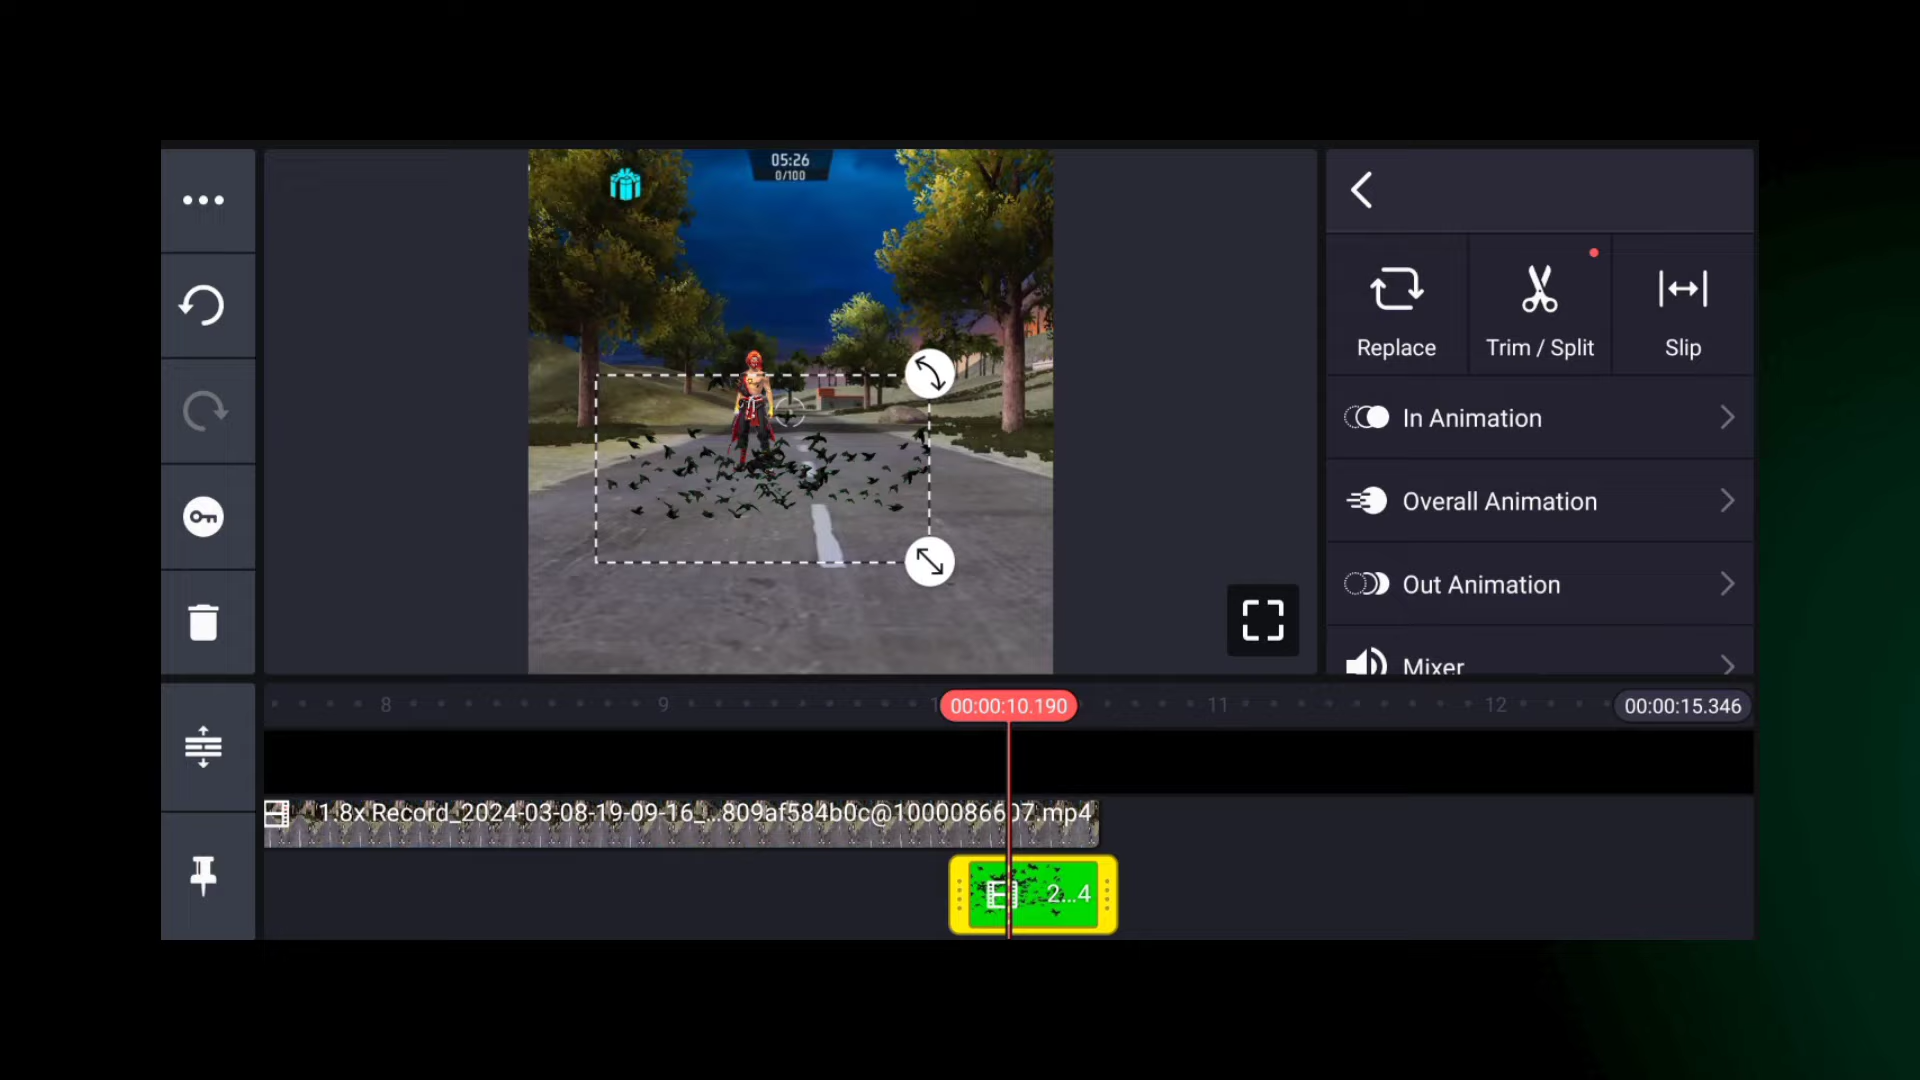 05:26
0/100
Replace
Trim / Split
Slip
In Animation
Overall Animation
Out Animation
Mixer
8
9
00:00:10.190
11
12
00:00:15.346
1.8x Record_2024-03-08-19-09-16_...809af584b0c@1000086607.mp4
2...4